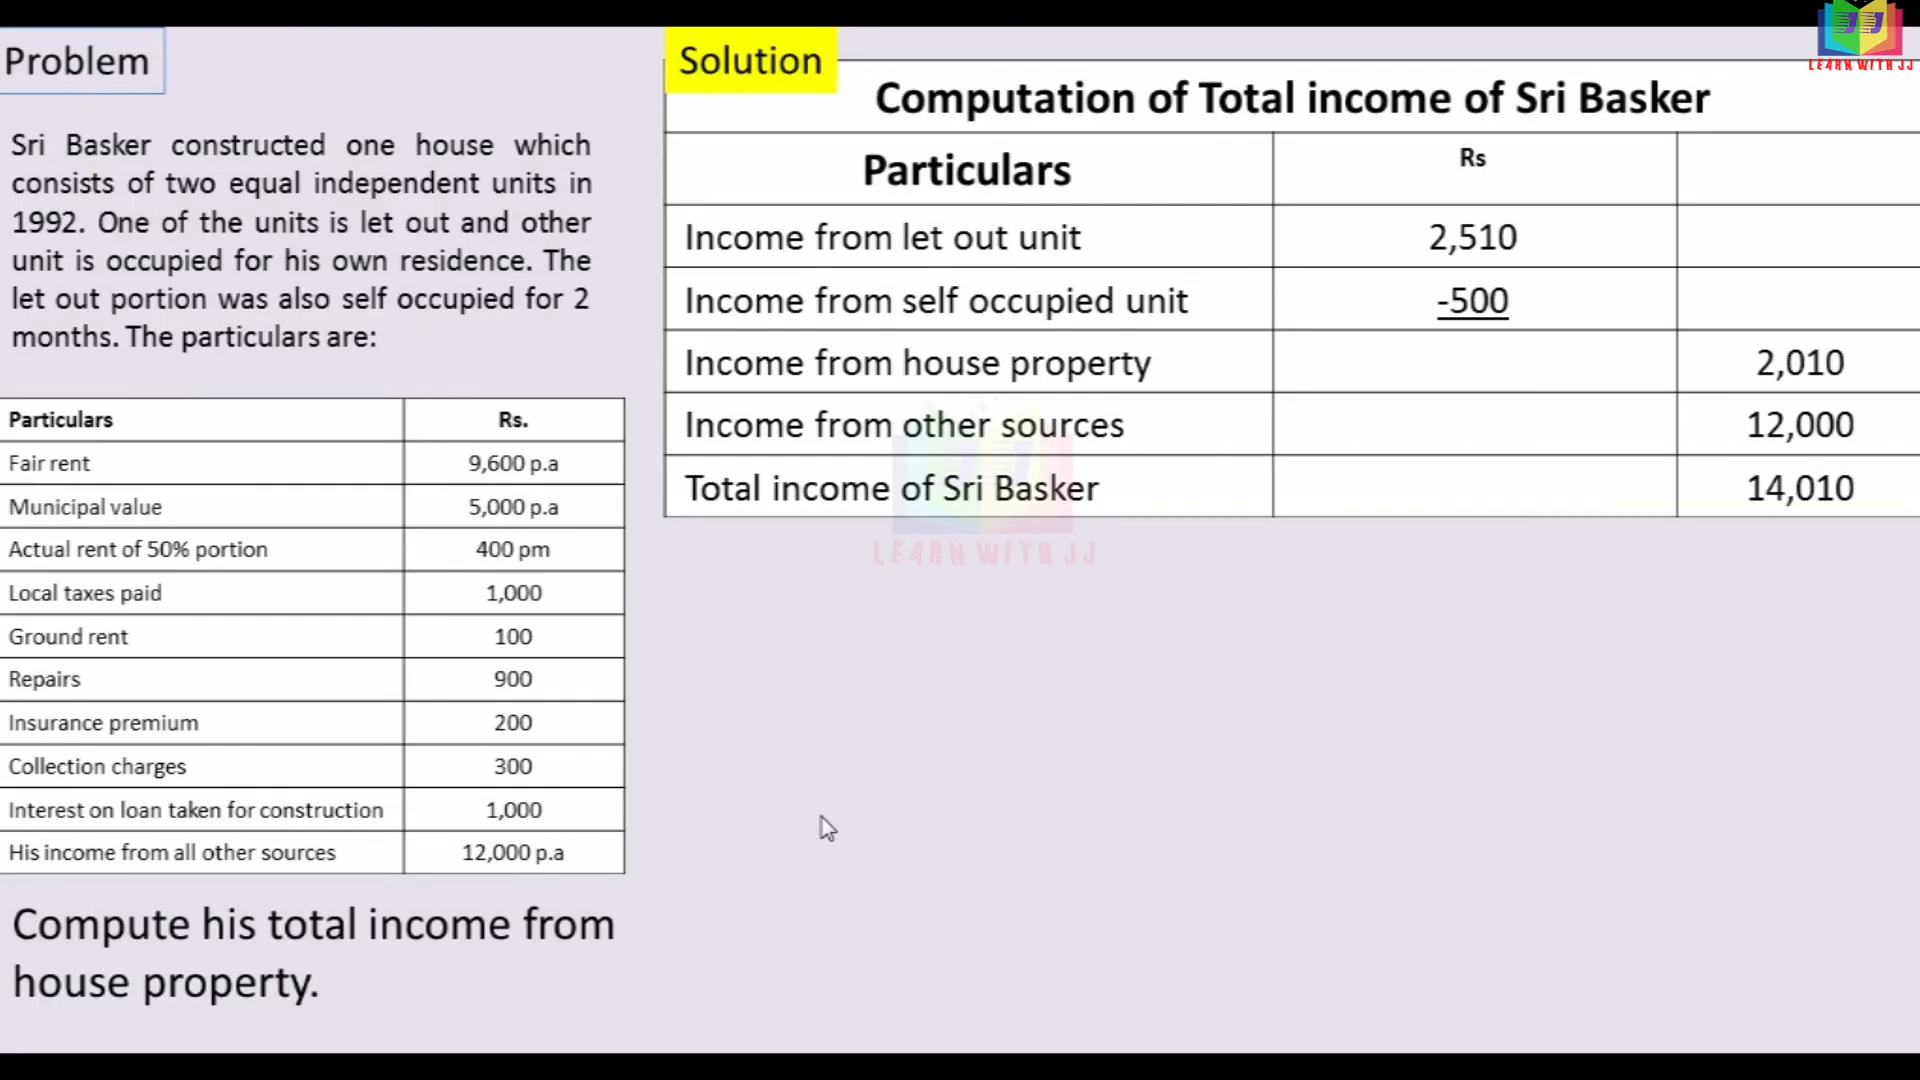 Problem
Sri Basker constructed one house which
consists of two equal independent units in
1992. One of the units is let out and other
unit is occupied for his own residence. The
let out portion was also self occupied for 2
months. The particulars are:
Particulars Rs.
Fair rent 9,600 p.a
Municipal value 5,000 p.a
Actual rent of 50% portion 400 pm
Local taxes paid 1,000
Ground rent 100
Repairs 900
Insurance premium 200
Collection charges 300
Interest on loan taken for construction 1,000
His income from all other sources 12,000 p.a
Compute his total income from
house property.
Solution
Computation of Total income of Sri Basker
Particulars Rs
Income from let out unit 2,510
Income from self occupied unit -500
Income from house property 2,010
Income from other sources 12,000
Total income of Sri Basker 14,010
LEARN WITH JJ
JJ
LEARN WITH JJ